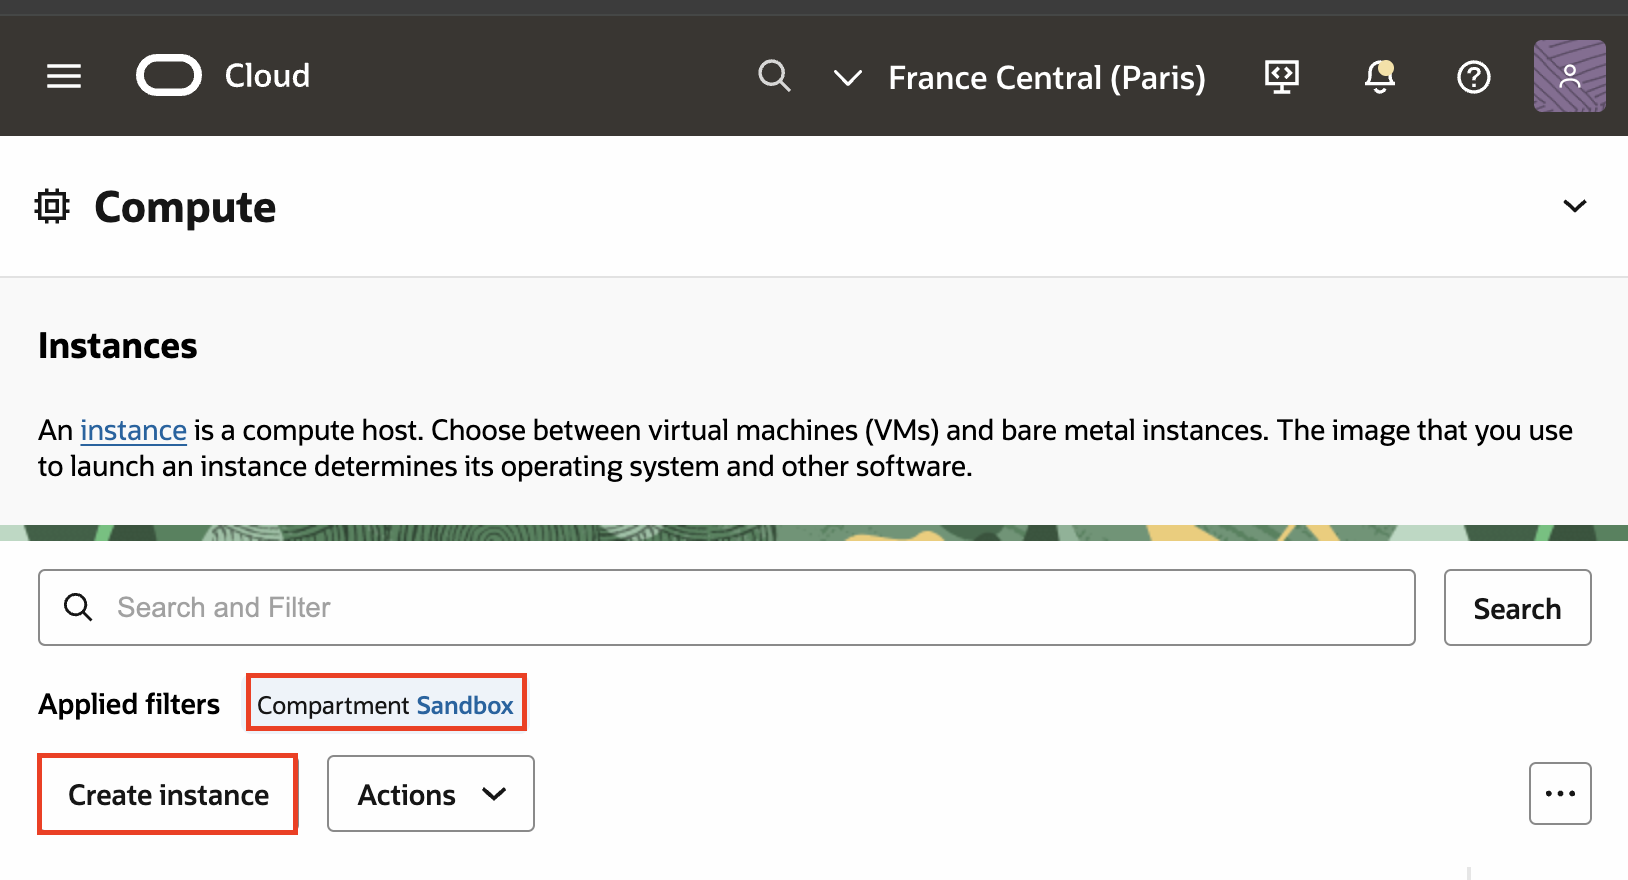 Cloud
France Central (Paris)
Compute
Instances
An instance is a compute host. Choose between virtual machines (VMs) and bare metal instances. The image that you use
to launch an instance determines its operating system and other software.
Search and Filter
Search
Applied filters
Compartment Sandbox
Create instance
Actions